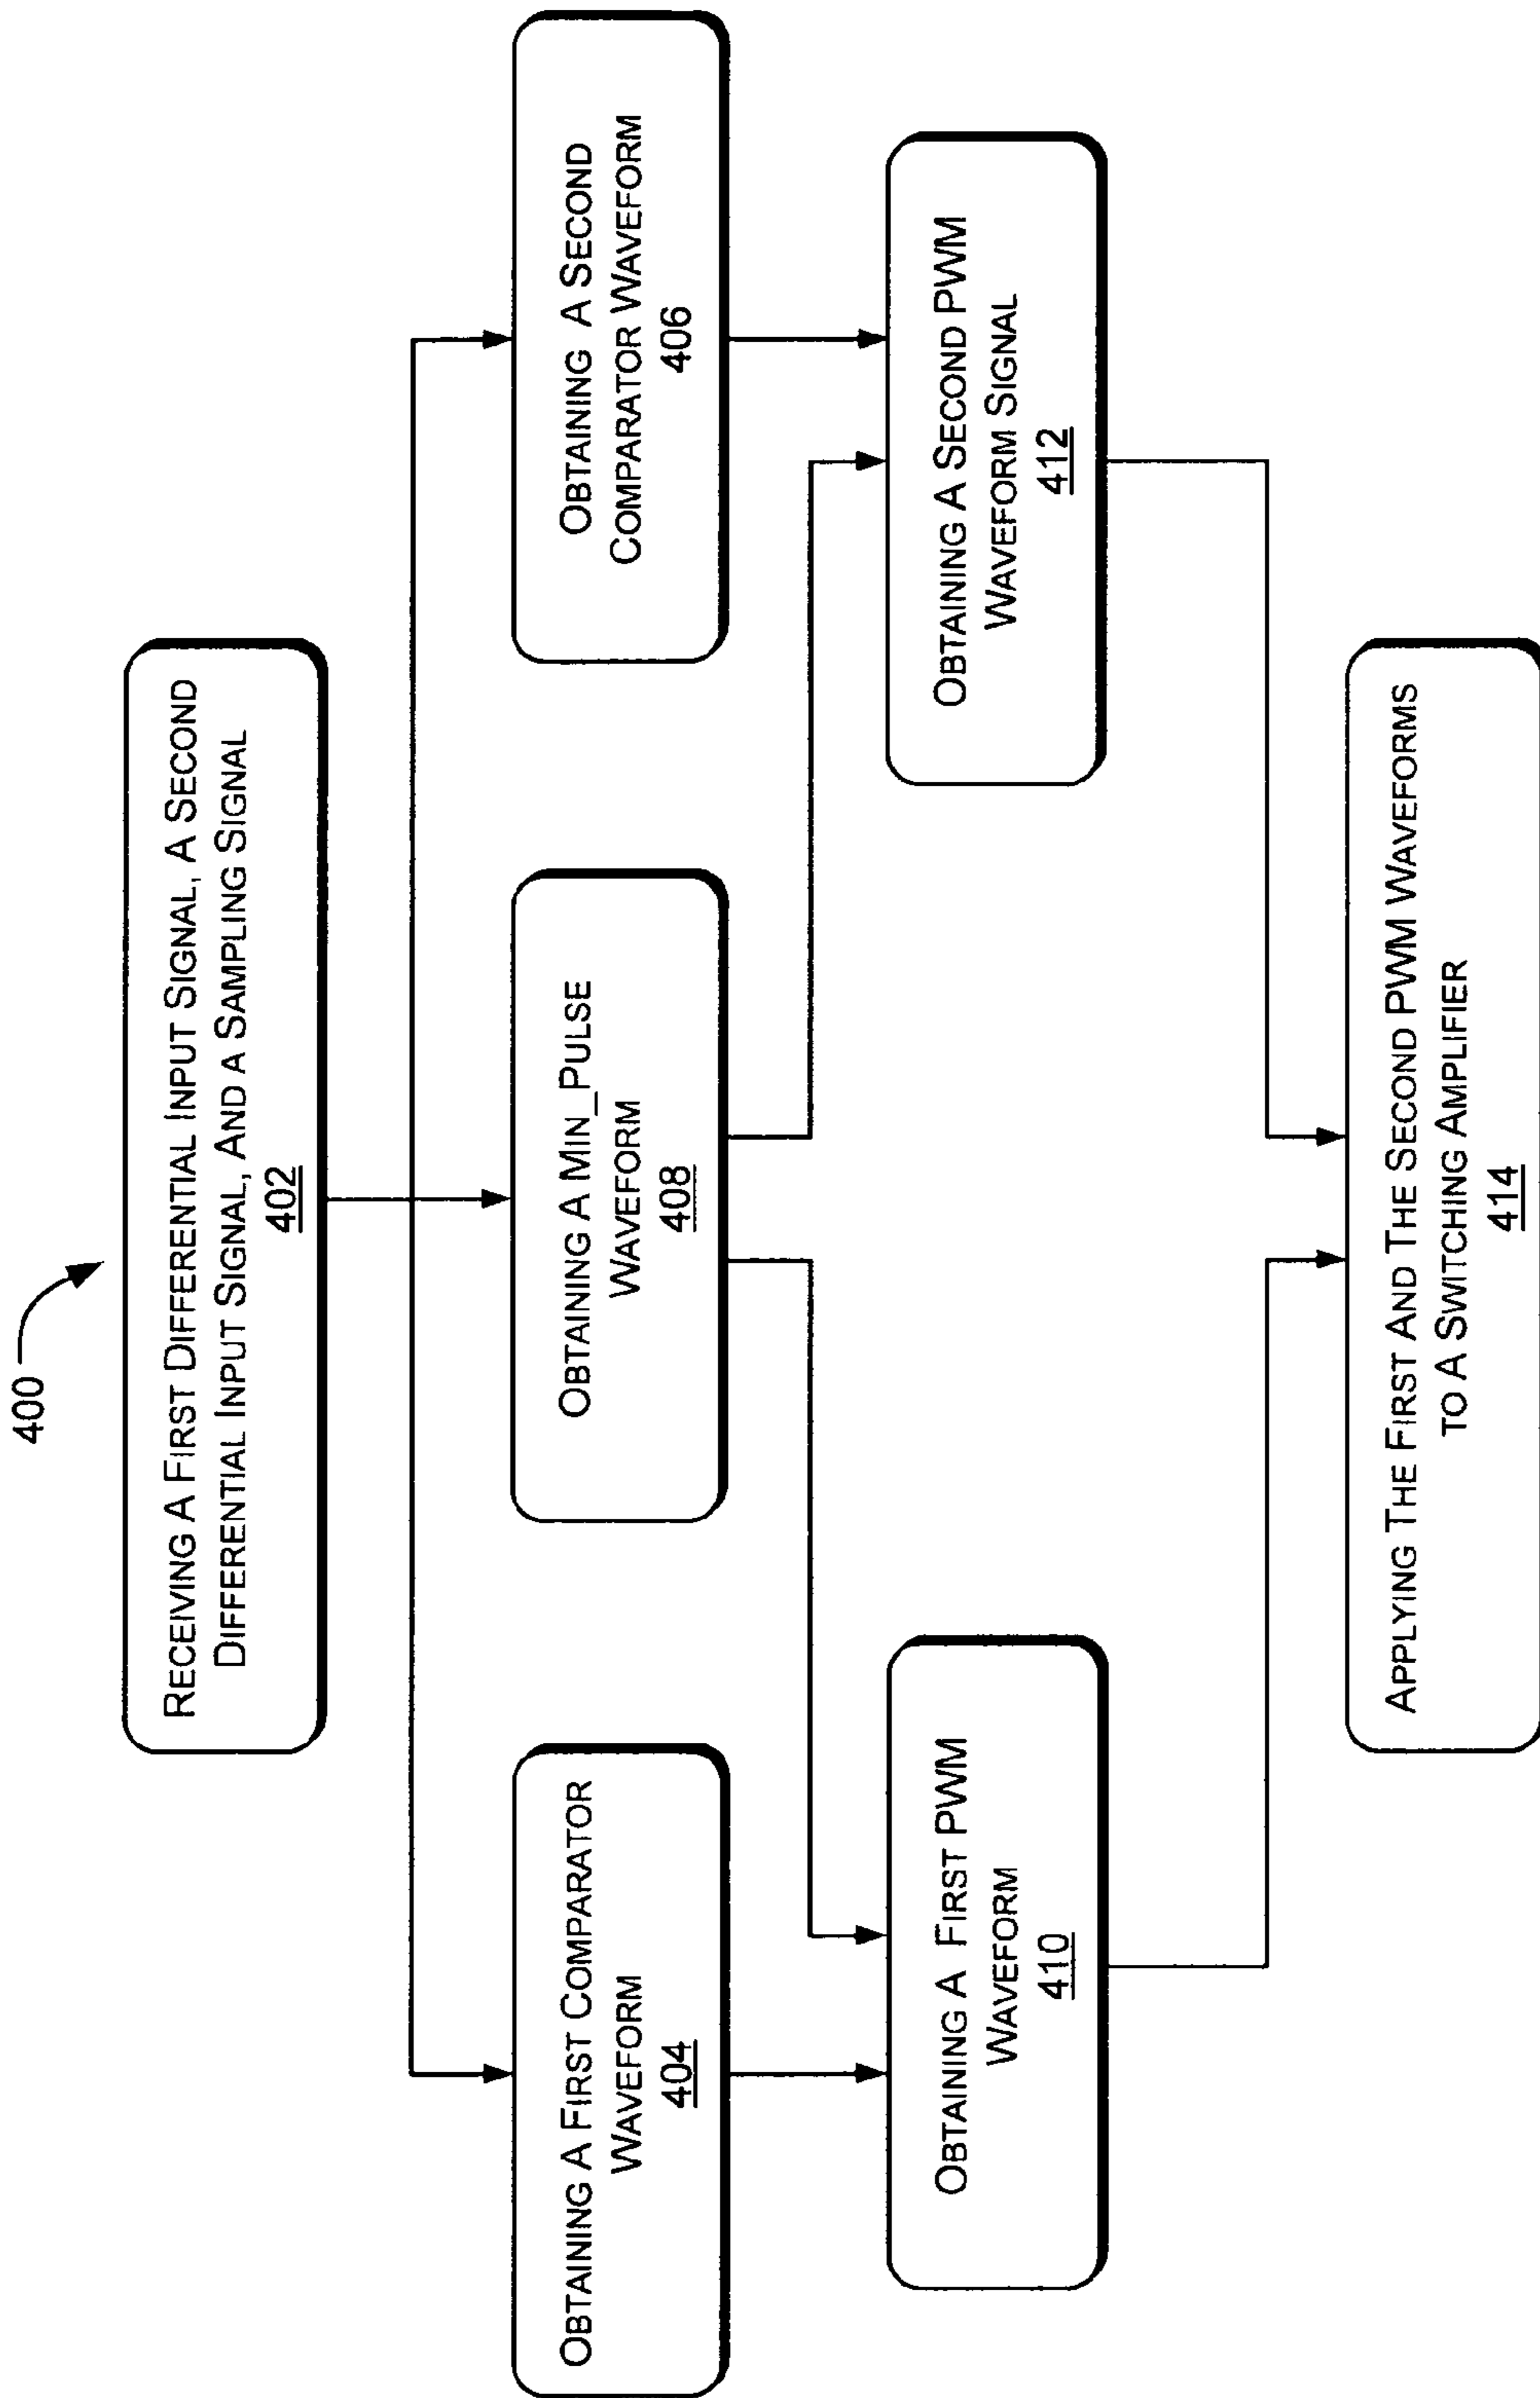 400
RECEIVING A FIRST DIFFERENTIAL INPUT SIGNAL, A SECOND
DIFFERENTIAL INPUT SIGNAL, AND A SAMPLING SIGNAL
402
OBTAINING A FIRST COMPARATOR
WAVEFORM
404
OBTAINING A MIN_PULSE
WAVEFORM
408
OBTAINING A SECOND
COMPARATOR WAVEFORM
406
OBTAINING A FIRST PWM
WAVEFORM
410
OBTAINING A SECOND PWM
WAVEFORM SIGNAL
412
APPLYING THE FIRST AND THE SECOND PWM WAVEFORMS
TO A SWITCHING AMPLIFIER
414